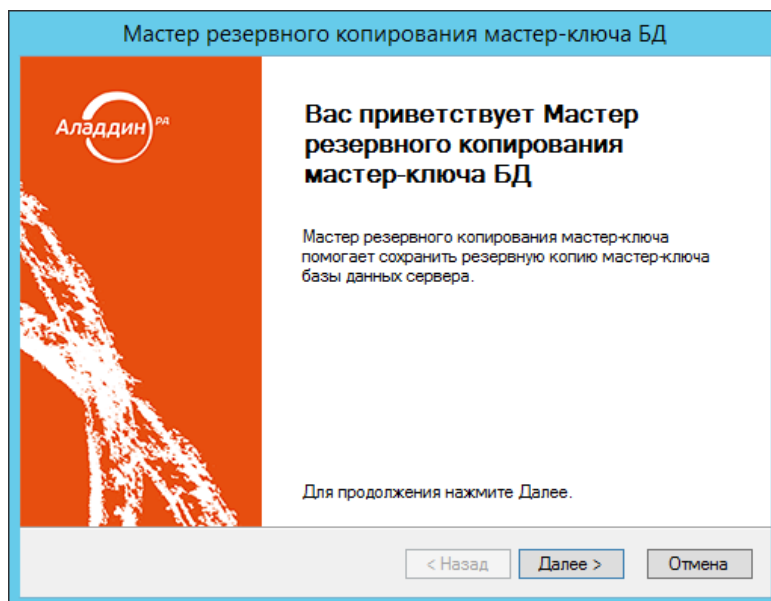 Мастер резервного копирования мастер-ключа БД
Аладдин РД
Вас приветствует Мастер
резервного копирования
мастер-ключа БД
Мастер резервного копирования мастер-ключа
помогает сохранить резервную копию мастер-ключа
базы данных сервера.
Для продолжения нажмите Далее.
< Назад
Далее >
Отмена